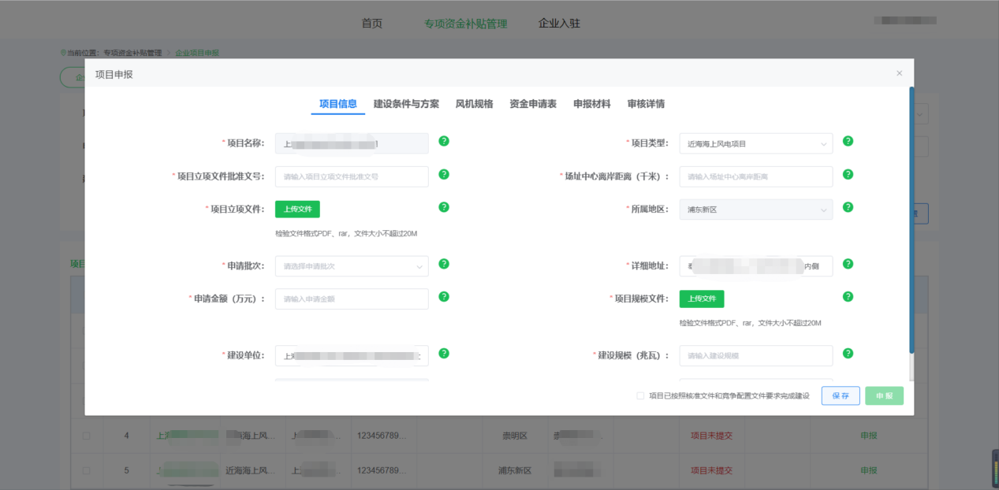 首页 专项资金补贴管理 企业入驻
当前位置: 专项资金补贴管理 > 企业项目申报
项目申报 ×
项目信息 建设条件与方案 风机规格 资金申请表 申报材料 审核详情
* 项目名称: 上 ? * 项目类型: 近海海上风电项目 ?
* 项目立项文件批准文号: 请输入项目立项文件批准文号 ? * 场址中心离岸距离（千米）: 请输入场址中心离岸距离 ?
* 项目立项文件: 上传文件 ? * 所属地区: 浦东新区 ?
检验文件格式PDF、rar，文件大小不超过20M
* 申请批次: 请选择申请批次 ? * 详细地址: 内侧 ?
* 申请金额（万元）: 请输入申请金额 ? * 项目规模文件: 上传文件 ?
检验文件格式PDF、rar，文件大小不超过20M
* 建设单位: 上 ? * 建设规模（兆瓦）: 请输入建设规模 ?
项目已按照核准文件和竞争配置文件要求完成建设 保存 申报
项目
4 上 海海上风... 上 ... 123456789... 崇明区 项目未提交 申报
5 上 近海海上风... 上 ... 123456789... 浦东新区 项目未提交 申报